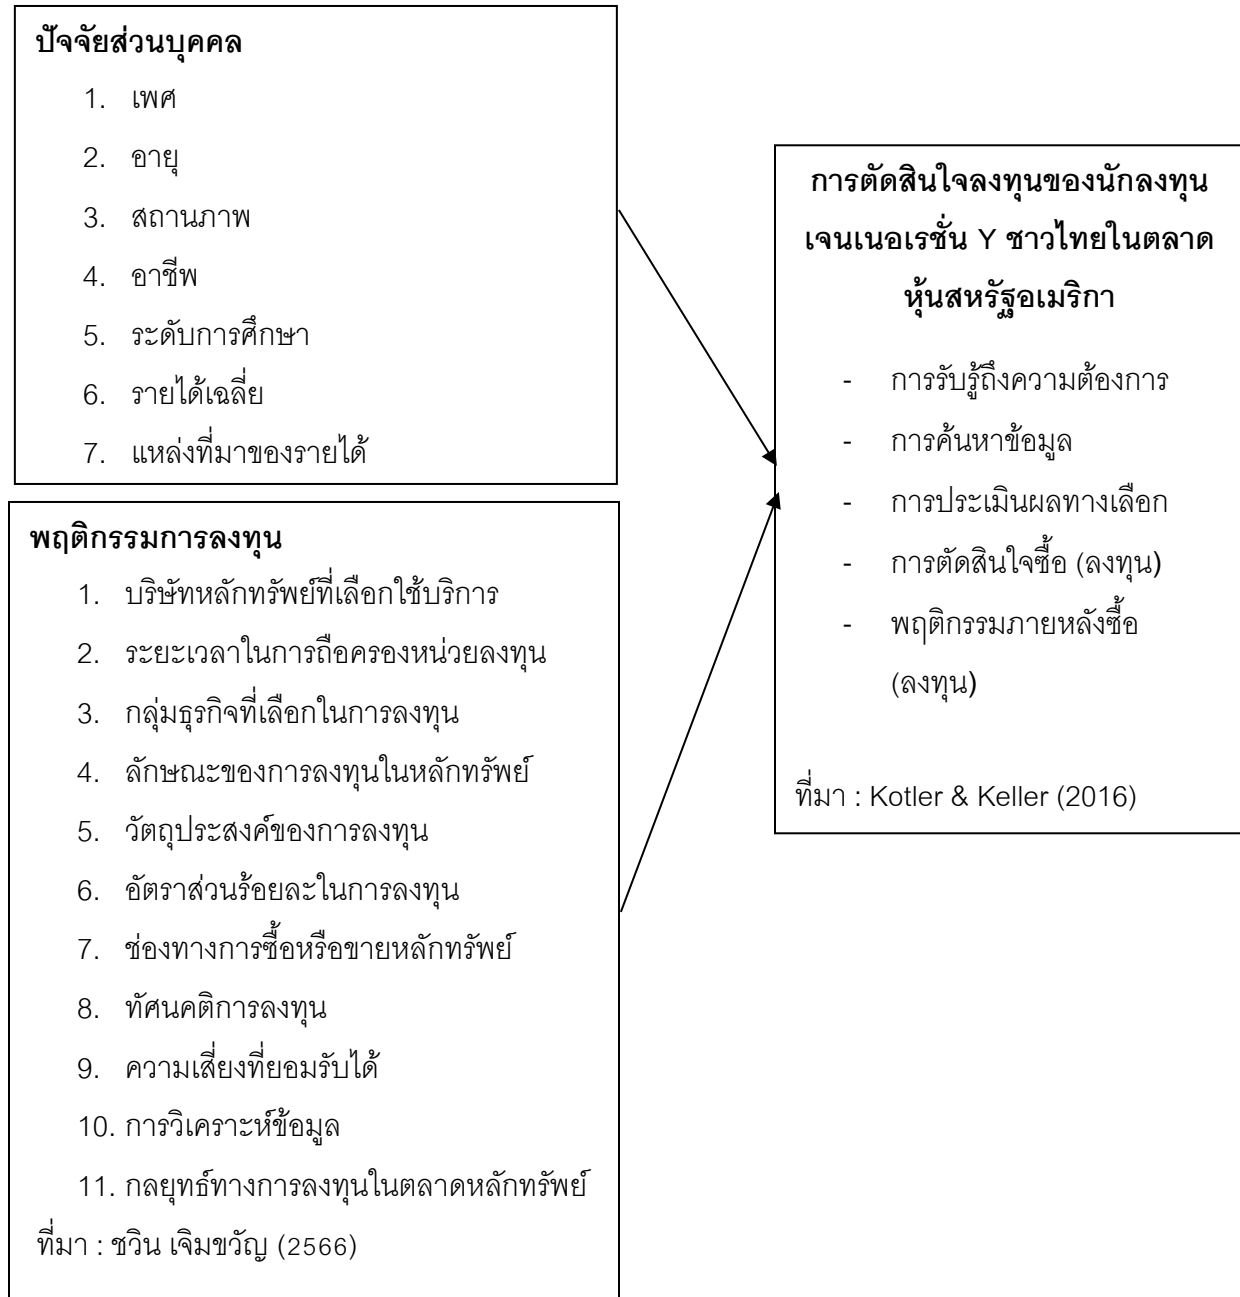 ปัจจัยส่วนบุคคล
1. เพศ
2. อายุ
3. สถานภาพ
4. อาชีพ
5. ระดับการศึกษา
6. รายได้เฉลี่ย
7. แหล่งที่มาของรายได้
พฤติกรรมการลงทุน
1. บริษัทหลักทรัพย์ที่เลือกใช้บริการ
2. ระยะเวลาในการถือครองหน่วยลงทุน
3. กลุ่มธุรกิจที่เลือกในการลงทุน
4. ลักษณะของการลงทุนในหลักทรัพย์
5. วัตถุประสงค์ของการลงทุน
6. อัตราส่วนร้อยละในการลงทุน
7. ช่องทางการซื้อหรือขายหลักทรัพย์
8. ทัศนคติการลงทุน
9. ความเสี่ยงที่ยอมรับได้
10. การวิเคราะห์ข้อมูล
11. กลยุทธ์ทางการลงทุนในตลาดหลักทรัพย์
ที่มา : ชวิน เจิมขวัญ (2566)
การตัดสินใจลงทุนของนักลงทุน
เจนเนอเรชั่น Y ชาวไทยในตลาด
หุ้นสหรัฐอเมริกา
- การรับรู้ถึงความต้องการ
- การค้นหาข้อมูล
- การประเมินผลทางเลือก
- การตัดสินใจซื้อ (ลงทุน)
- พฤติกรรมภายหลังซื้อ
(ลงทุน)
ที่มา : Kotler & Keller (2016)